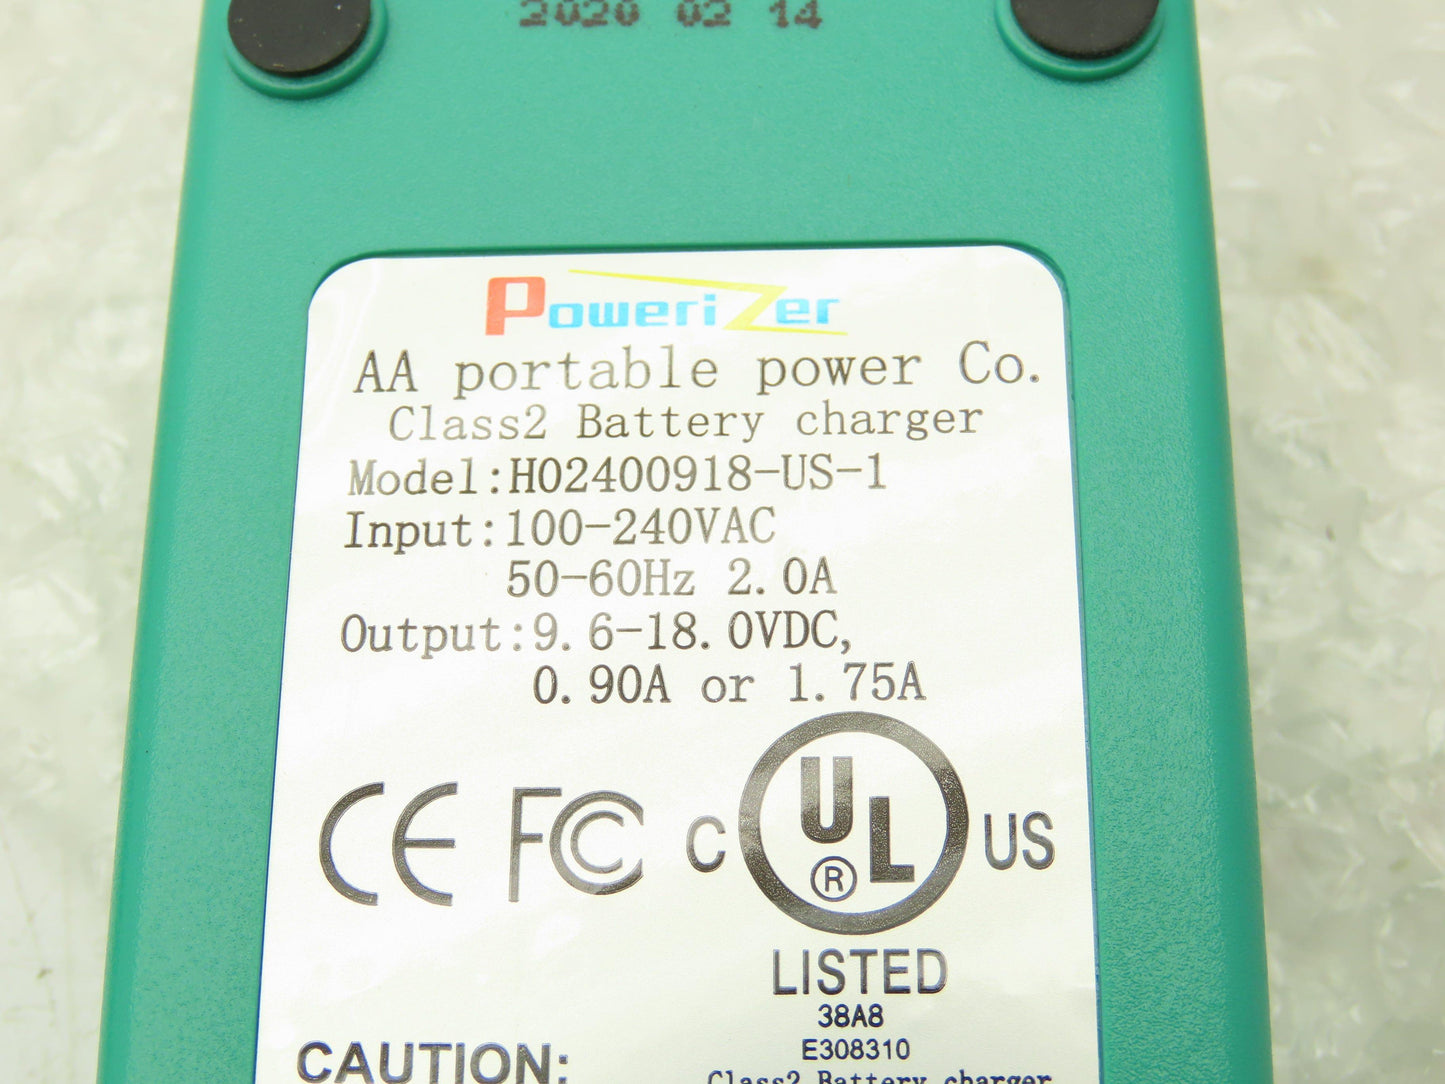 2020 02 14
PoweriZer
AA portable power Co.
Class2 Battery charger
Model:H02400918-US-1
Input:100-240VAC
50-60Hz 2.0A
Output:9.6-18.0VDC,
0.90A or 1.75A
CE FC C UL ® US
LISTED
38A8
E308310
CAUTION:
Class2 Battery charger